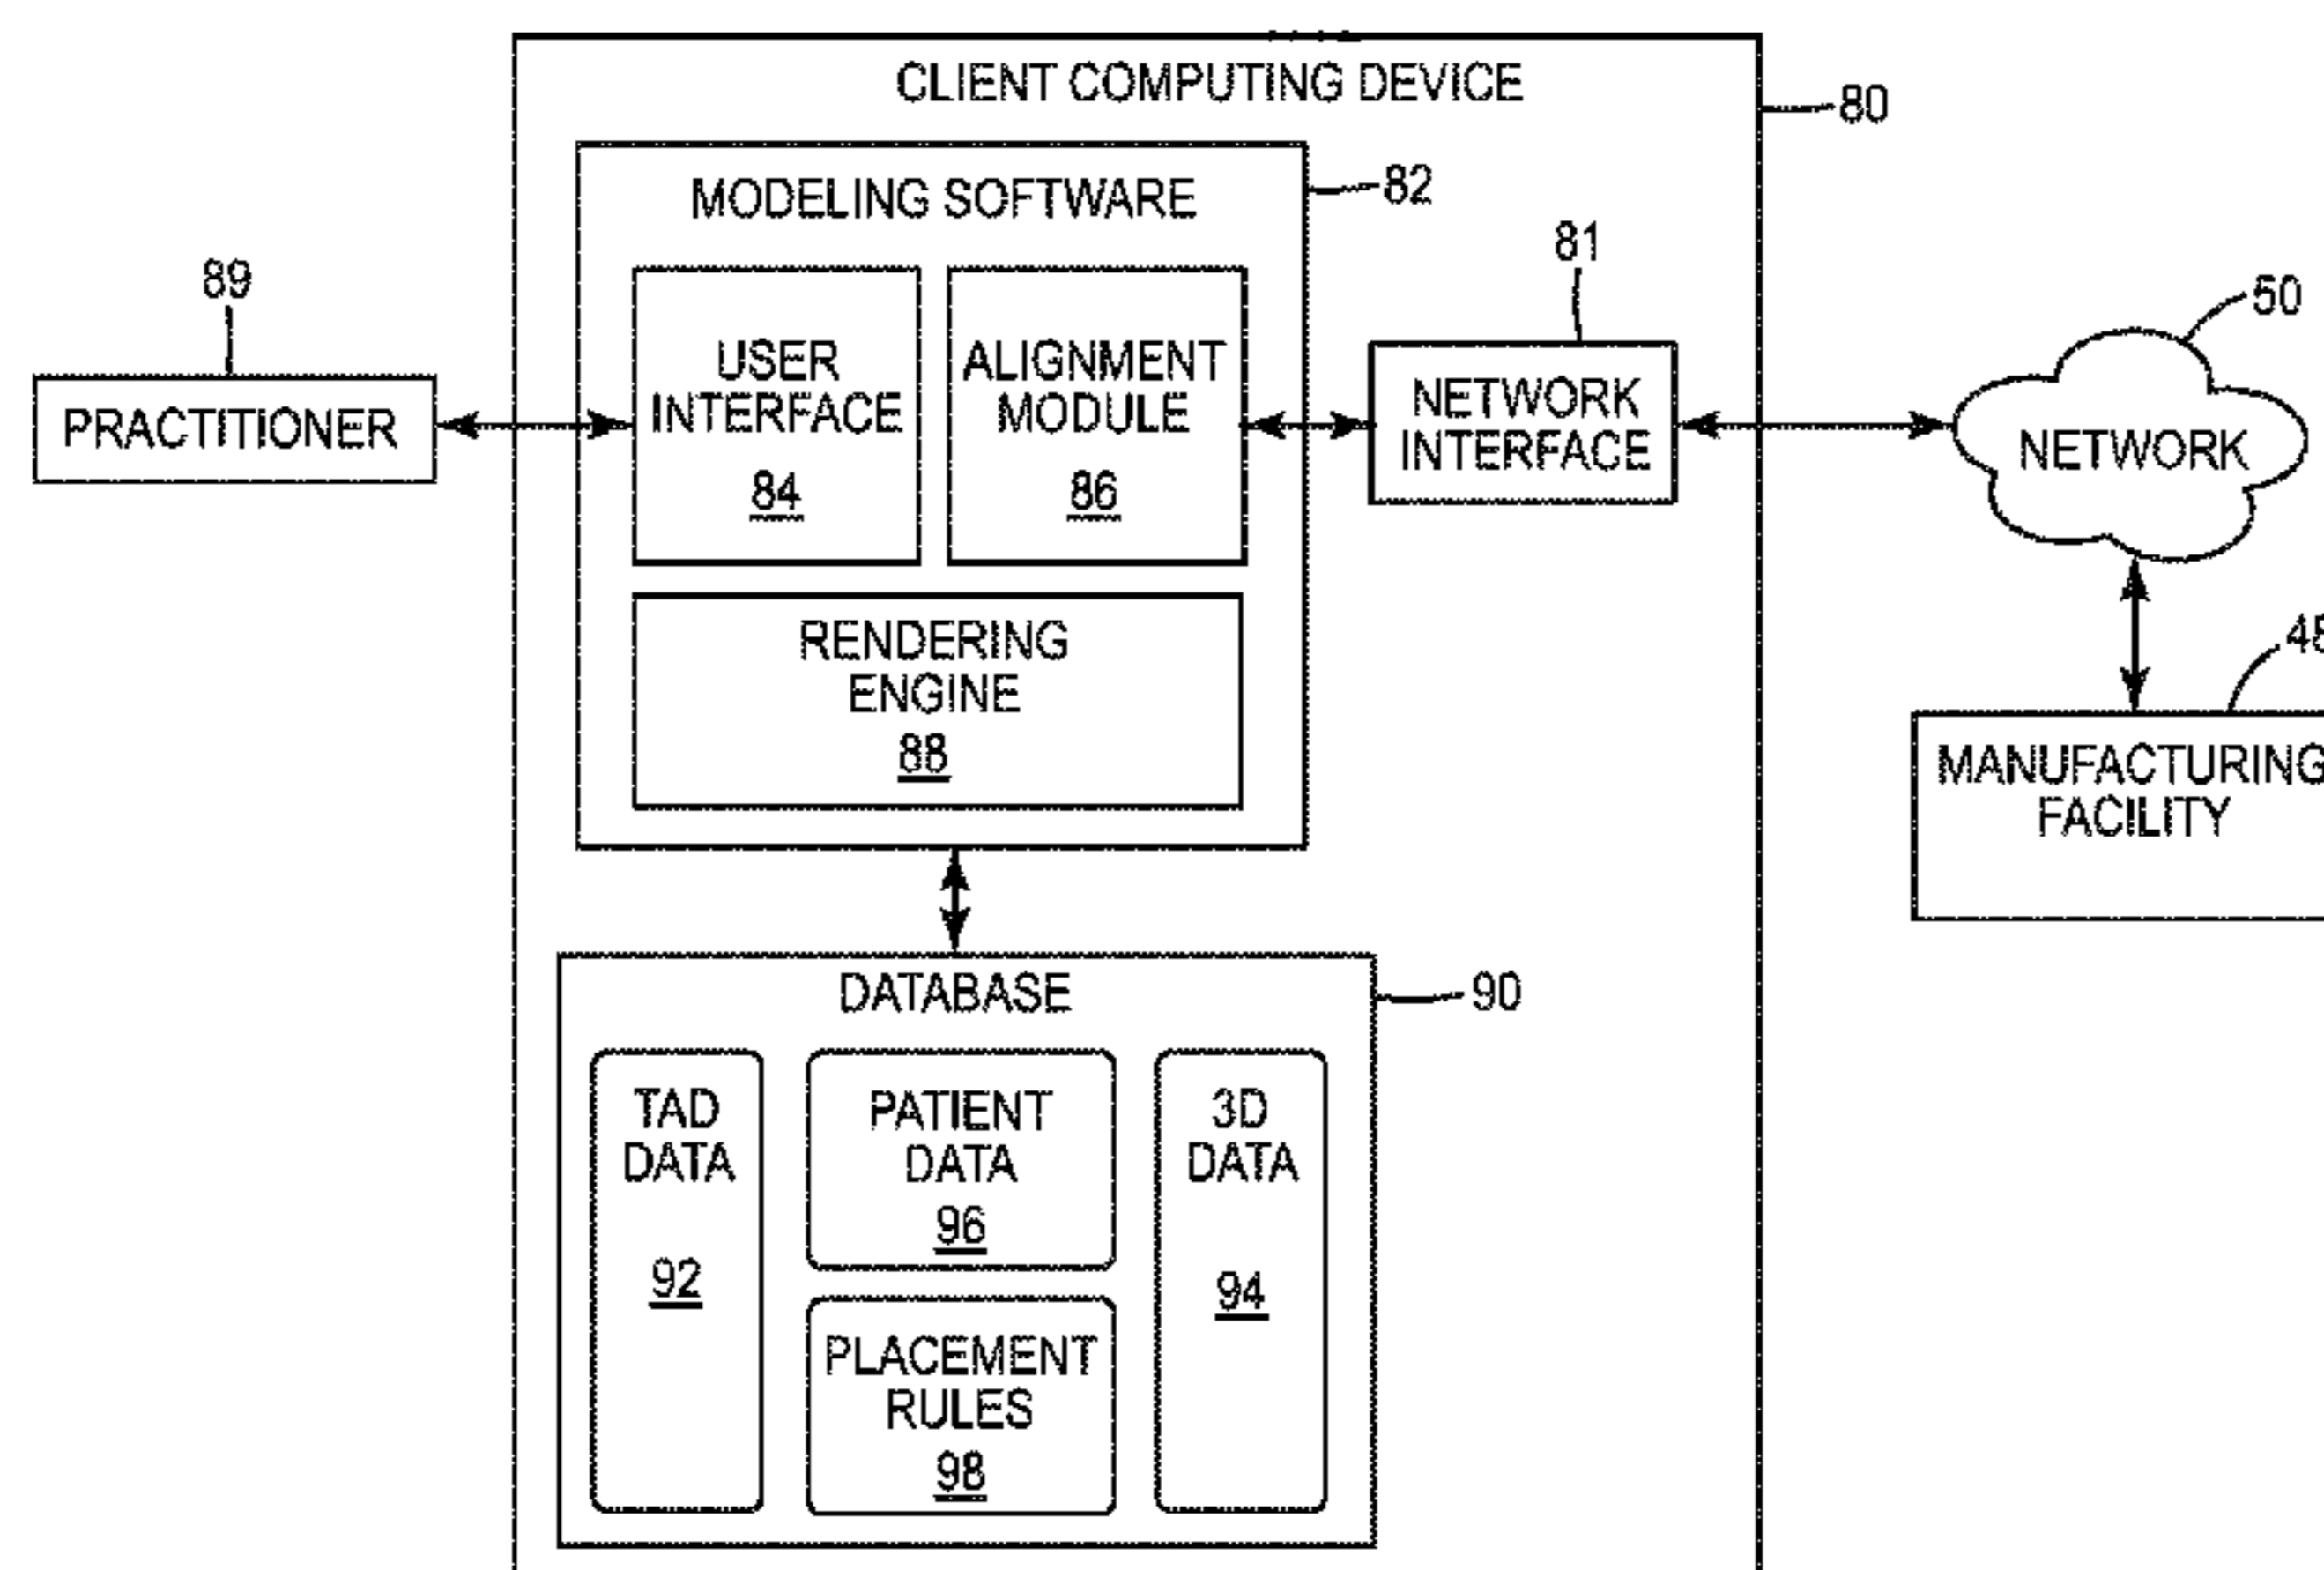 CLIENT COMPUTING DEVICE
80
MODELING SOFTWARE
82
81
89
50
USER
INTERFACE
84
ALIGNMENT
MODULE
86
NETWORK
INTERFACE
PRACTITIONER
NETWORK
RENDERING
ENGINE
88
MANUFACTURING
FACILITY
DATABASE
90
TAD
DATA
92
PATIENT
DATA
96
3D
DATA
94
PLACEMENT
RULES
98